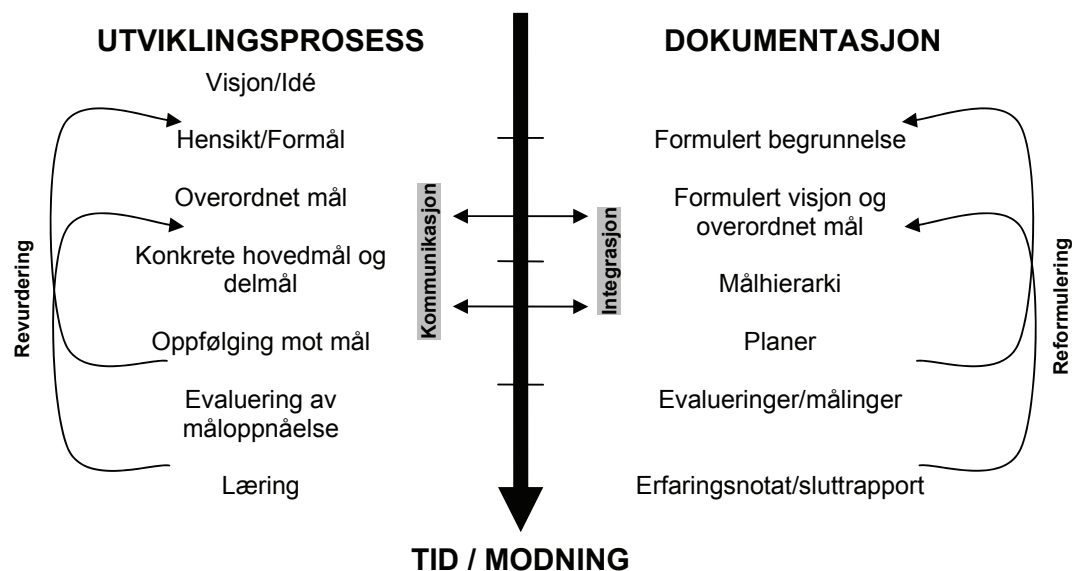 UTVIKLINGSPROSESS
Visjon/Idé
Hensikt/Formål
Overordnet mål
Konkrete hovedmål og
delmål
Oppfølging mot mål
Evaluering av
måloppnåelse
Læring
Revurdering
Kommunikasjon
Integrasjon
DOKUMENTASJON
Formulert begrunnelse
Formulert visjon og
overordnet mål
Målhierarki
Planer
Evalueringer/målinger
Erfaringsnotat/sluttrapport
Reformulering
TID / MODNING